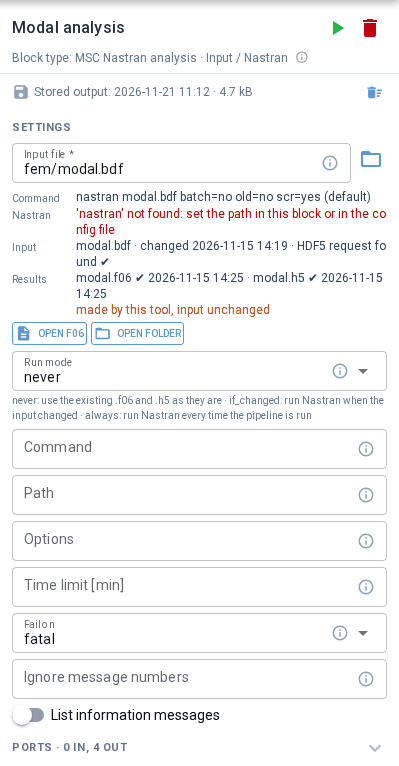 Modal analysis
Block type: MSC Nastran analysis · Input / Nastran
Stored output: 2026-11-21 11:12 · 4.7 kB
SETTINGS
Input file *
fem/modal.bdf
Command nastran modal.bdf batch=no old=no scr=yes (default)
Nastran 'nastran' not found: set the path in this block or in the co
nfig file
Input modal.bdf · changed 2026-11-15 14:19 · HDF5 request fo
und ✔
Results modal.f06 ✔ 2026-11-15 14:25 · modal.h5 ✔ 2026-11-15
14:25
made by this tool, input unchanged
OPEN F06 OPEN FOLDER
Run mode
never
never: use the existing .f06 and .h5 as they are · if_changed: run Nastran when the
input changed · always: run Nastran every time the pipeline is run
Command
Path
Options
Time limit [min]
Fail on
fatal
Ignore message numbers
List information messages
PORTS · 0 IN, 4 OUT